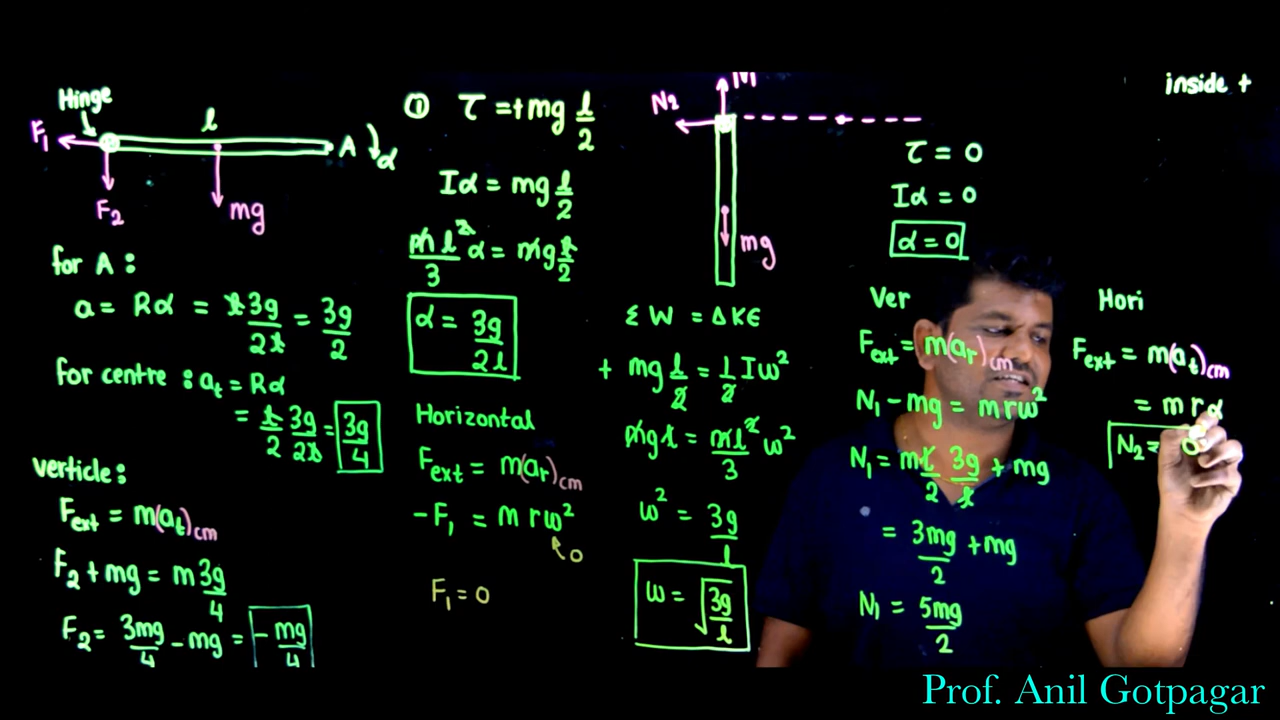 Hinge
l
F₁
A
α
F₂
mg
for A :
a = Rα = l 3g/2l = 3g/2
for centre : aₜ = Rα
= l/2 3g/2l = 3g/4
verticle :
Fₑₓₜ = m(aₜ)cm
F₂ + mg = m 3g/4
F₂ = 3mg/4 - mg = - mg/4
① τ = + mg l/2
Iα = mg l/2
ml²/3 α = mg l/2
α = 3g/2l
Horizontal
Fₑₓₜ = m(aᵣ)cm
-F₁ = m r ω²
0
F₁ = 0
N₂
mg
Σ W = Δ KE
+ mg l/2 = 1/2 I ω²
mgl = ml²/3 ω²
ω² = 3g/l
ω = √3g/l
inside +
τ = 0
Iα = 0
α = 0
Ver
Fₑₓₜ = m(aᵣ)cm
N₁ - mg = m r ω²
N₁ = m l/2 3g/l + mg
= 3mg/2 + mg
N₁ = 5mg/2
Hori
Fₑₓₜ = m(aₜ)cm
= m r α
N₂ = 0
Prof. Anil Gotpagar